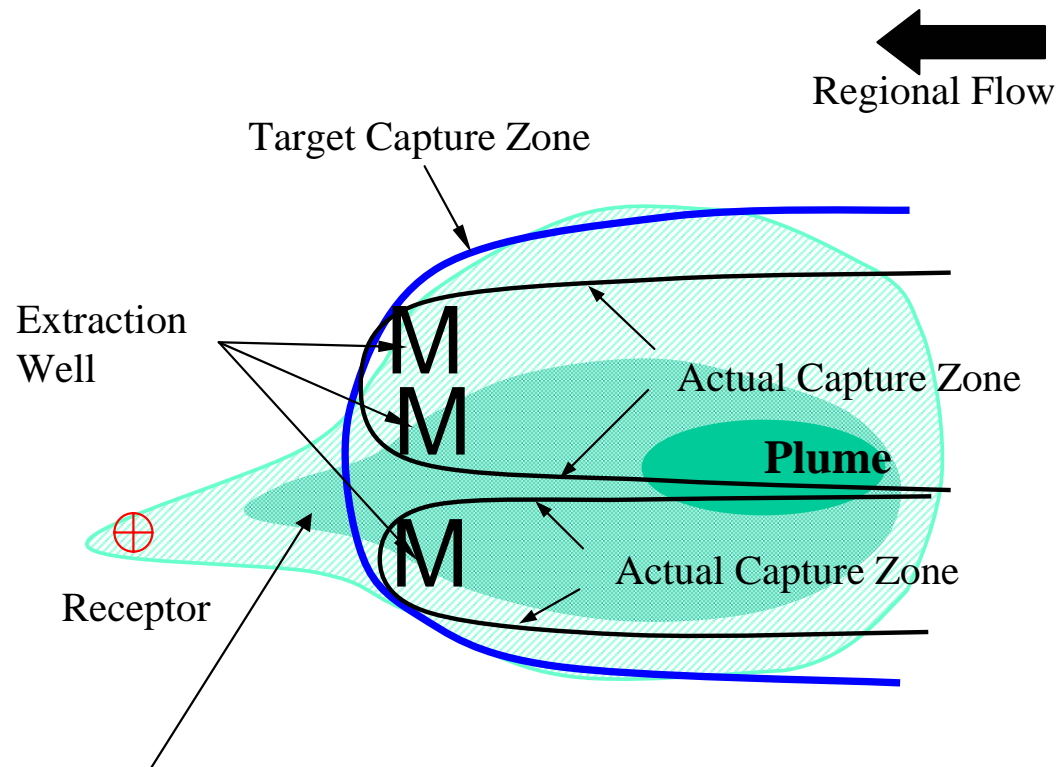 Regional Flow
Target Capture Zone
Extraction
Well
M
M
Actual Capture Zone
Plume
M
Actual Capture Zone
Receptor